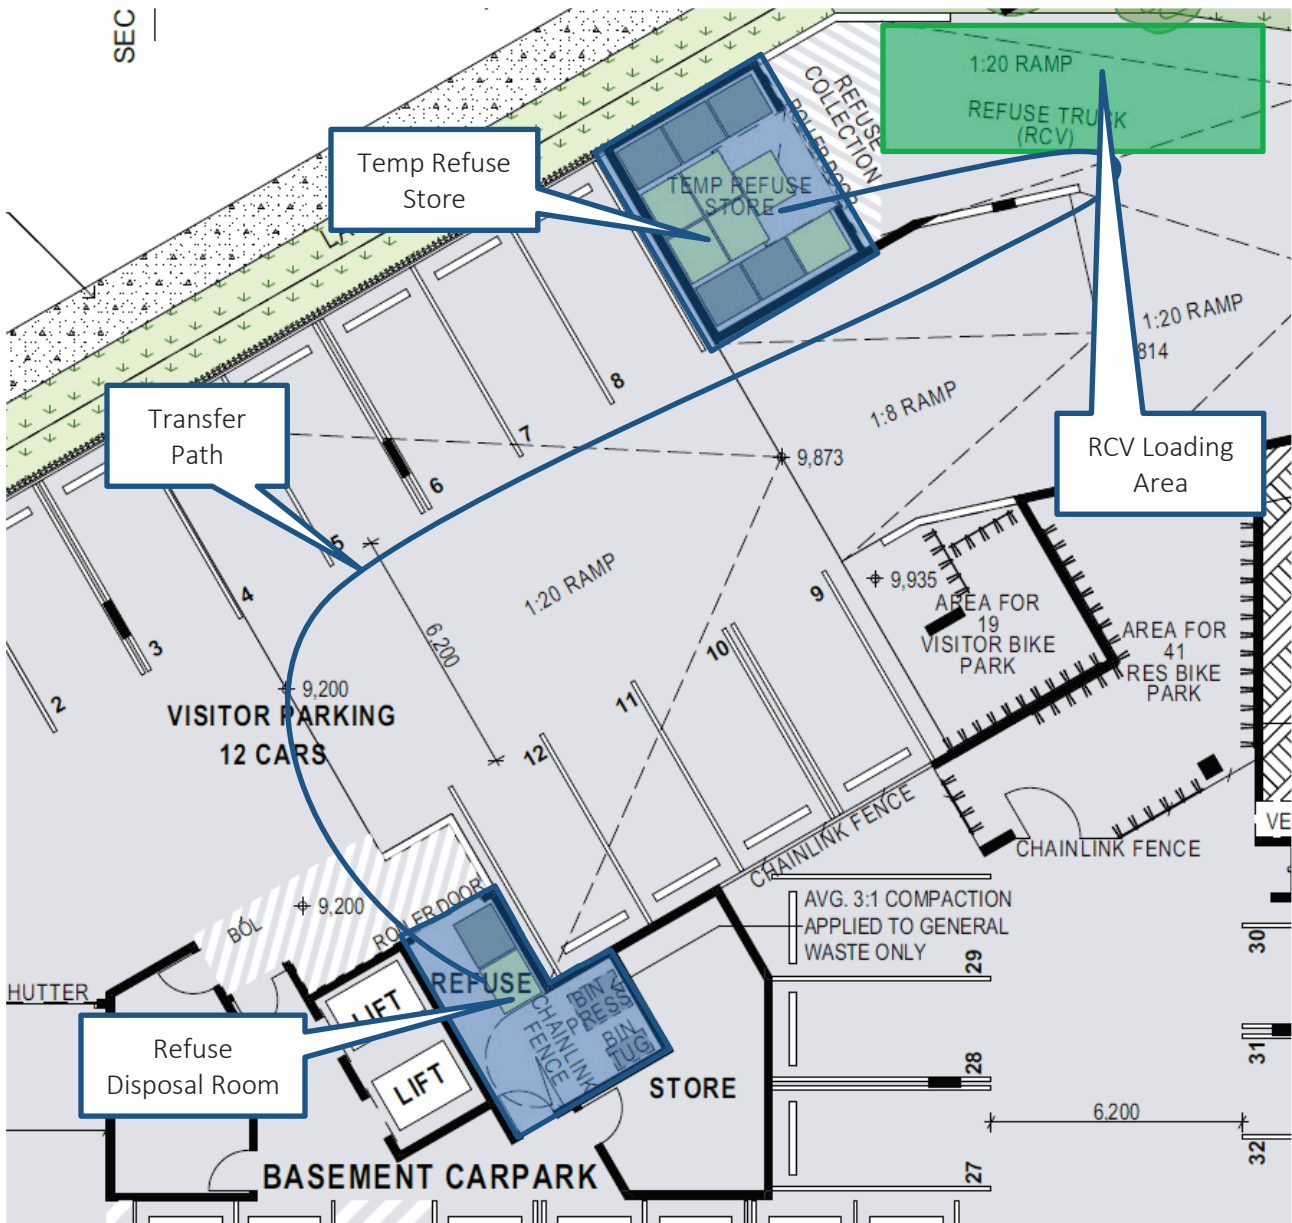 SEC
1:20 RAMP
REFUSE TRUCK
(RCV)
REFUSE
COLLECTION
ROLLER DOOR
Temp Refuse
Store
TEMP REFUSE
STORE
1:20 RAMP
814
1:8 RAMP
Transfer
Path
RCV Loading
Area
8
7
6
5
4
3
2
9,873
9,935
1:20 RAMP
6,200
9
10
11
12
AREA FOR
19
VISITOR BIKE
PARK
AREA FOR
41
RES BIKE
PARK
9,200
VISITOR PARKING
12 CARS
CHAINLINK FENCE
CHAINLINK FENCE
VE
9,200
BOL
ROLLER DOOR
AVG. 3:1 COMPACTION
APPLIED TO GENERAL
WASTE ONLY
29
30
HUTTER
REFUSE
LIFT
CHAINLINK
FENCE
BIN
PRESS
BIN
TUG
Refuse
Disposal Room
LIFT
STORE
28
31
6,200
27
32
BASEMENT CARPARK